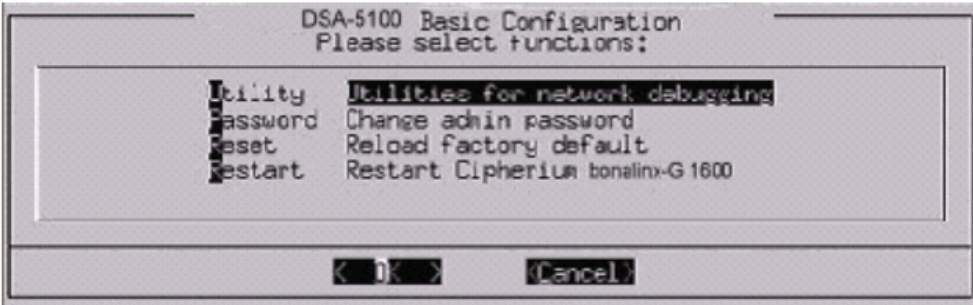 DSA-5100 Basic Configuration
Please select functions:
Utility Utilities for network debugging
Password Change admin password
Reset Reload factory default
Restart Restart Cipherium bonalinx-G 1600
< OK > <Cancel>